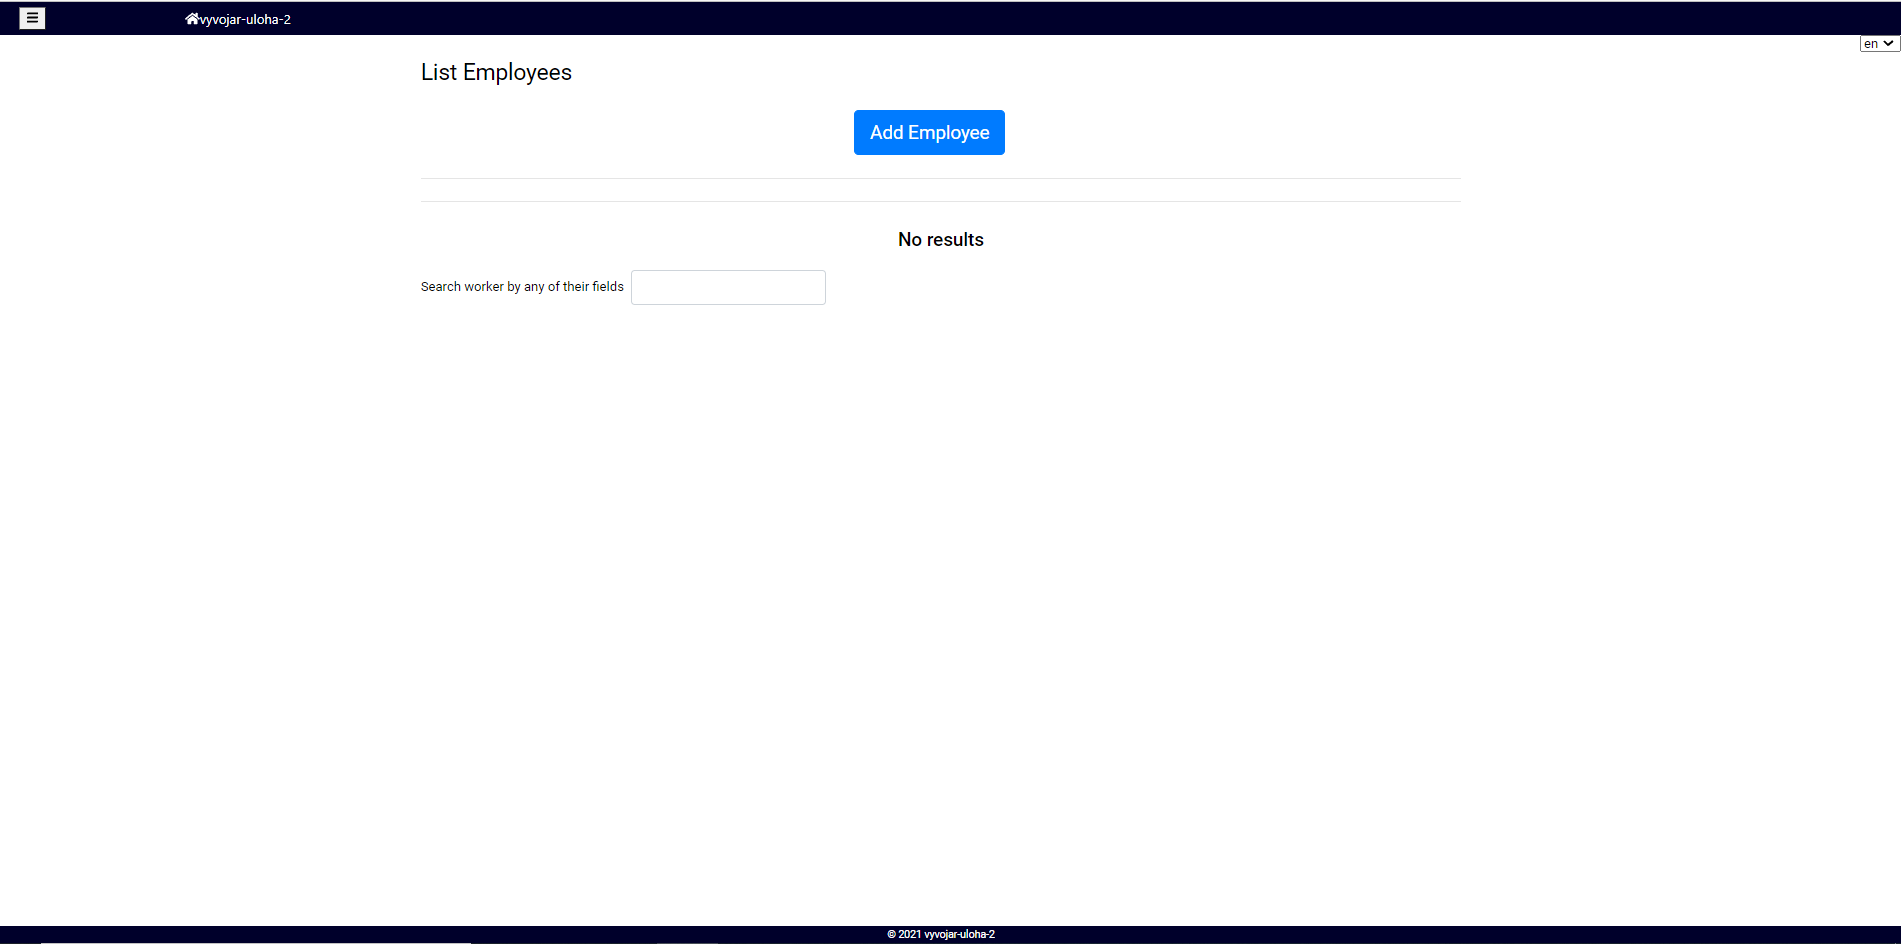 vyvojar-uloha-2
en
List Employees
Add Employee
No results
Search worker by any of their fields
© 2021 vyvojar-uloha-2